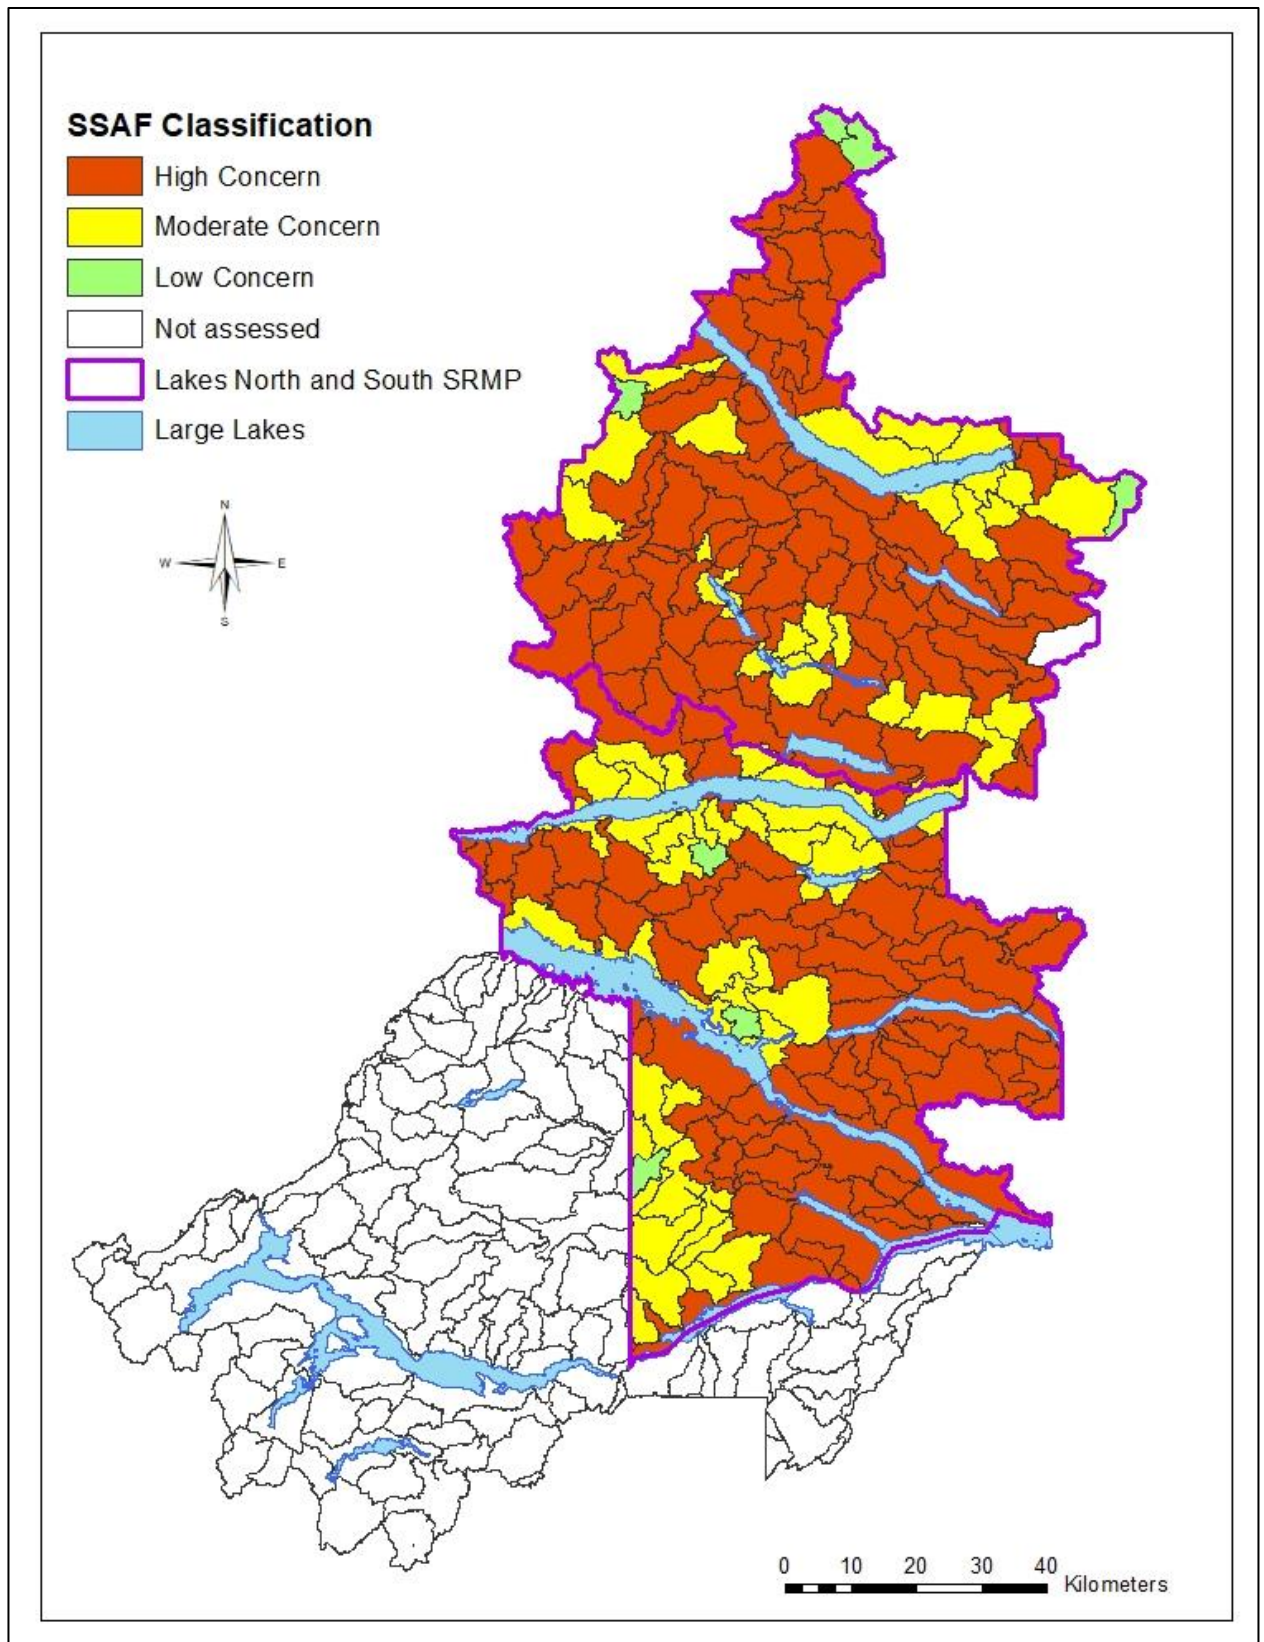 SSAF Classification
High Concern
Moderate Concern
Low Concern
Not assessed
Lakes North and South SRMP
Large Lakes
N
W E
S
0 10 20 30 40
Kilometers